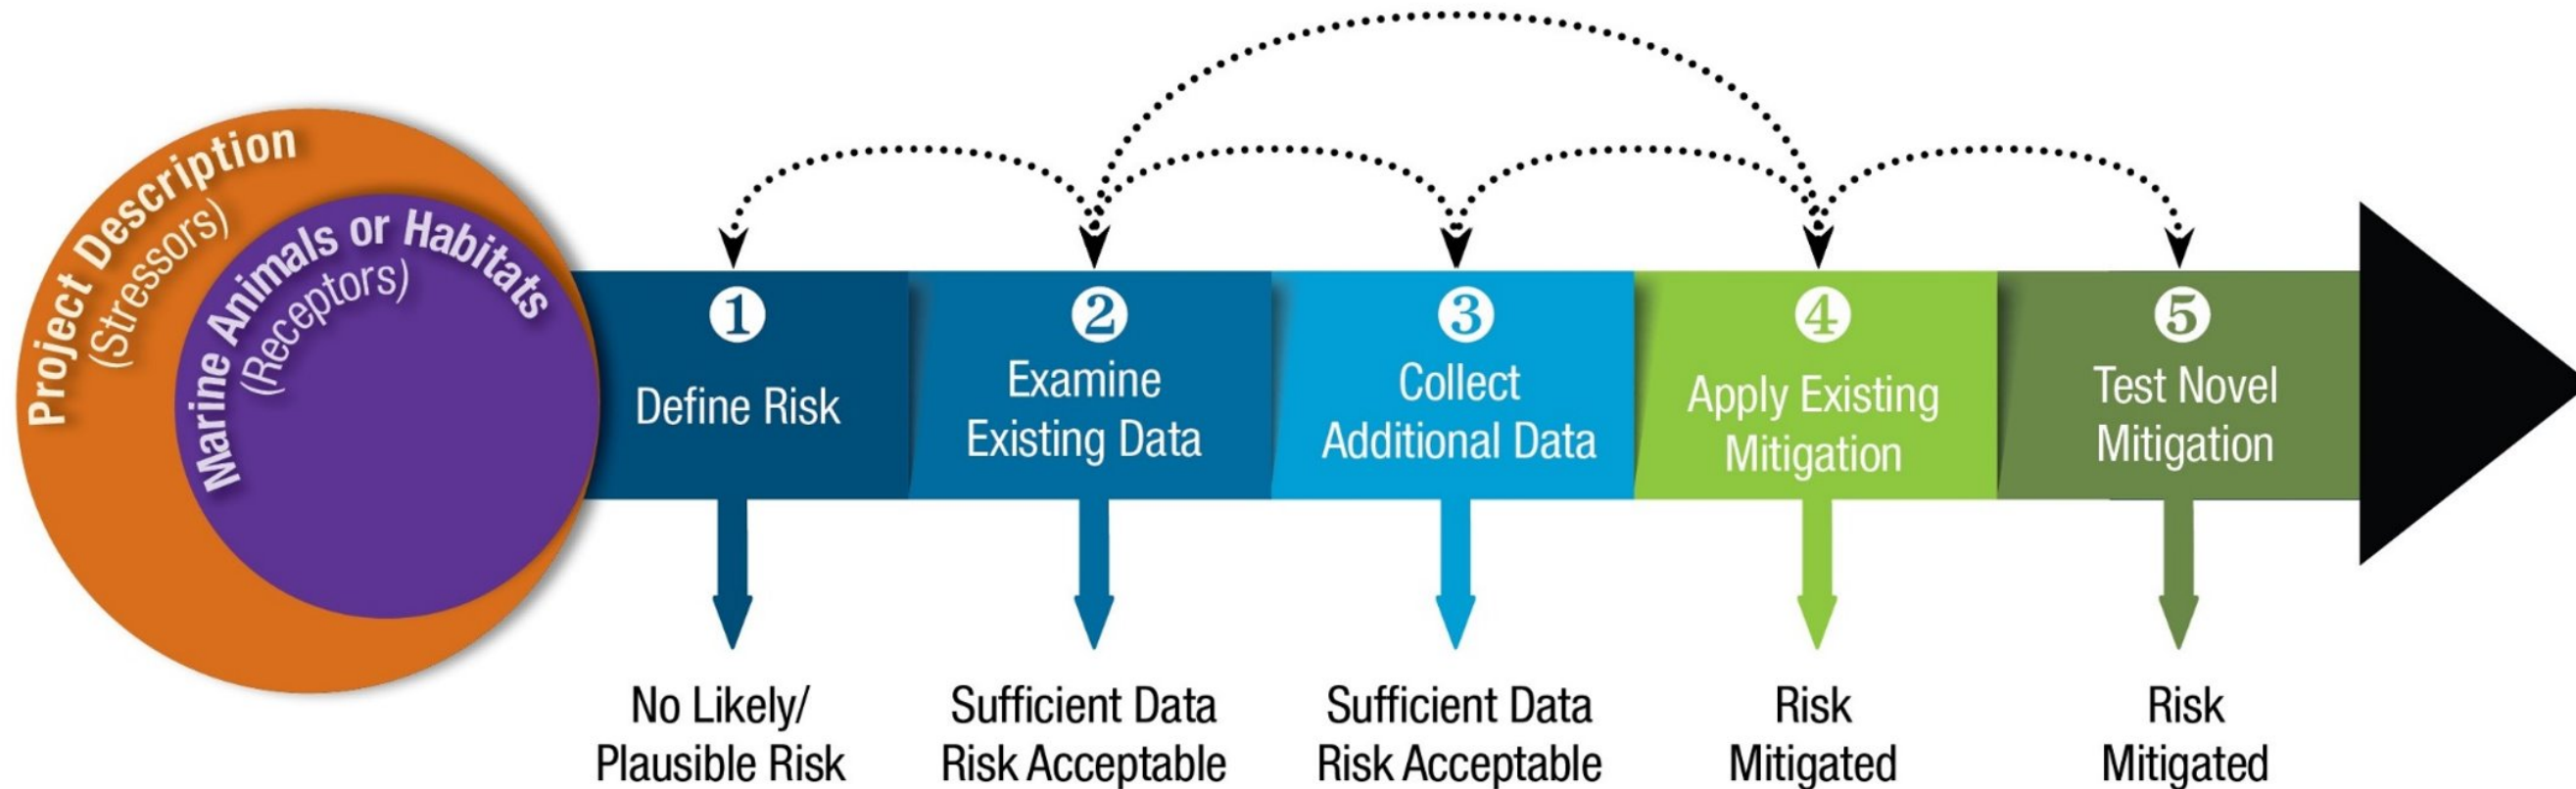 Project Description
(Stressors)
Marine Animals or Habitats
(Receptors)
1
Define Risk
No Likely/
Plausible Risk
2
Examine
Existing Data
Sufficient Data
Risk Acceptable
3
Collect
Additional Data
Sufficient Data
Risk Acceptable
4
Apply Existing
Mitigation
Risk
Mitigated
5
Test Novel
Mitigation
Risk
Mitigated